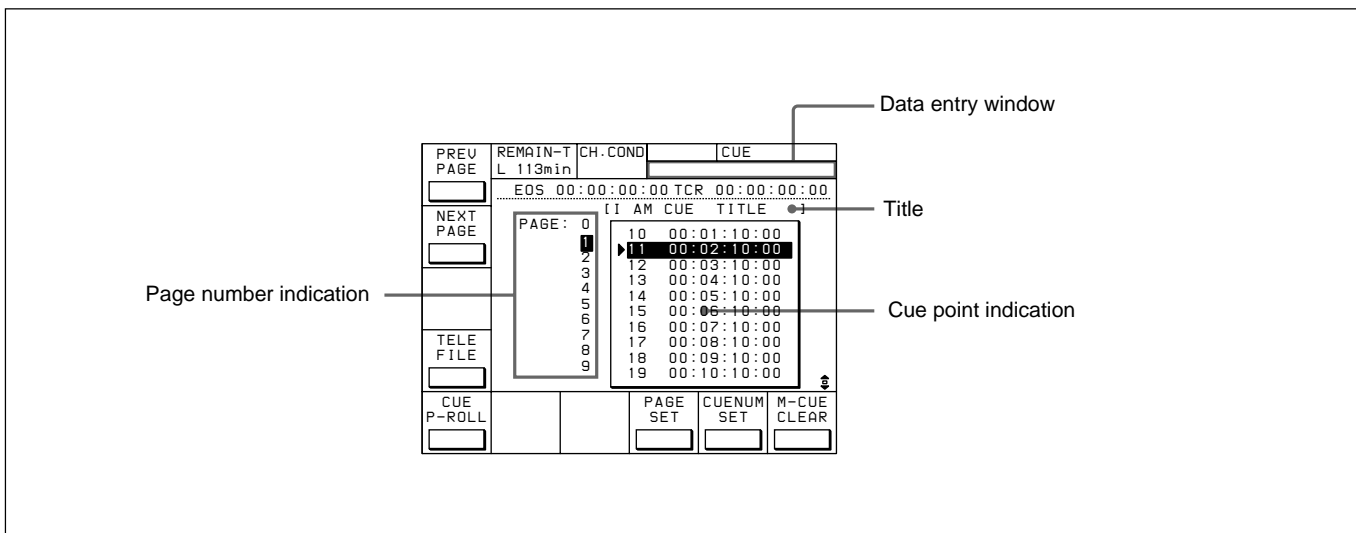 Data entry window
PREV PAGE
REMAIN-T
L 113min
CH.COND
CUE
EOS 00:00:00:00 TCR 00:00:00:00
[I AM CUE TITLE ]
Title
NEXT PAGE
PAGE: 0
1
2
3
4
5
6
7
8
9
10 00:01:10:00
11 00:02:10:00
12 00:03:10:00
13 00:04:10:00
14 00:05:10:00
15 00:06:10:00
16 00:07:10:00
17 00:08:10:00
18 00:09:10:00
19 00:10:10:00
Page number indication
Cue point indication
TELE FILE
CUE P-ROLL
PAGE SET
CUENUM SET
M-CUE CLEAR